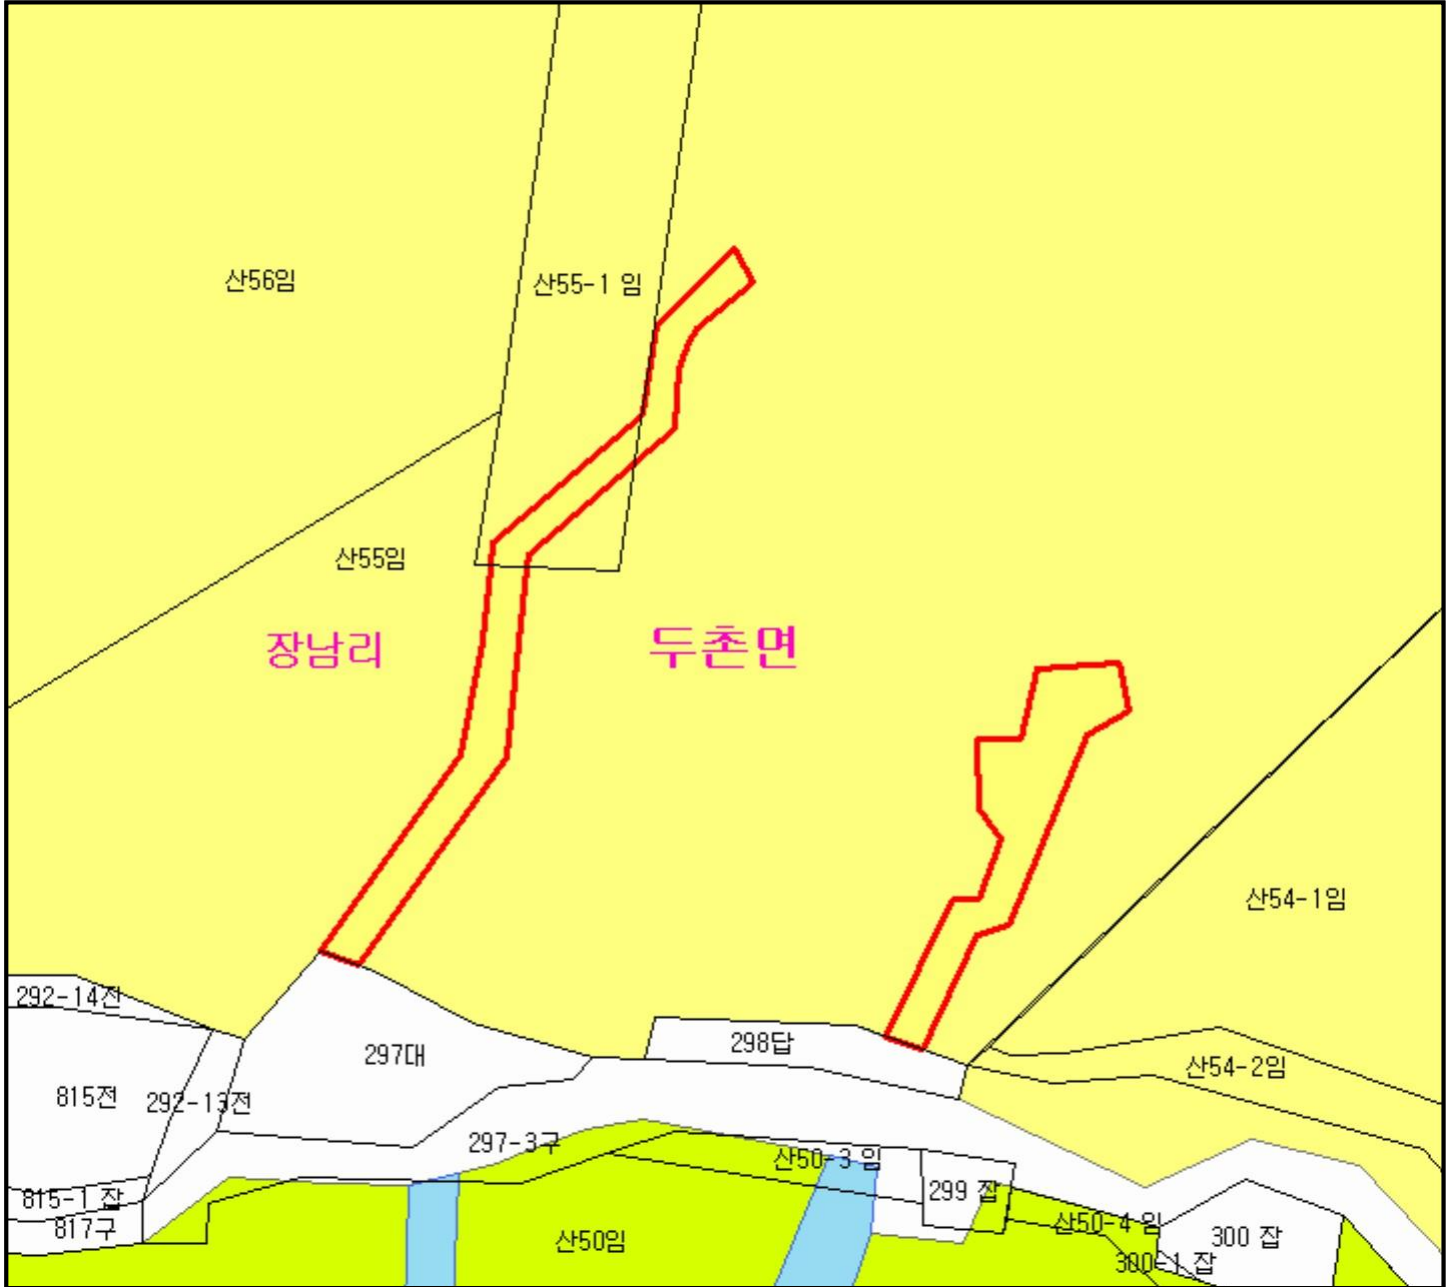 산56임
산55-1 임
산55임
장남리
두촌면
산54-1임
292-14전
298답
297대
산54-2임
815전
292-13전
297-3구
산50-3 임
299 잡
815-1 잡
817구
산50임
산50-4 임
300 잡
300-1 잡